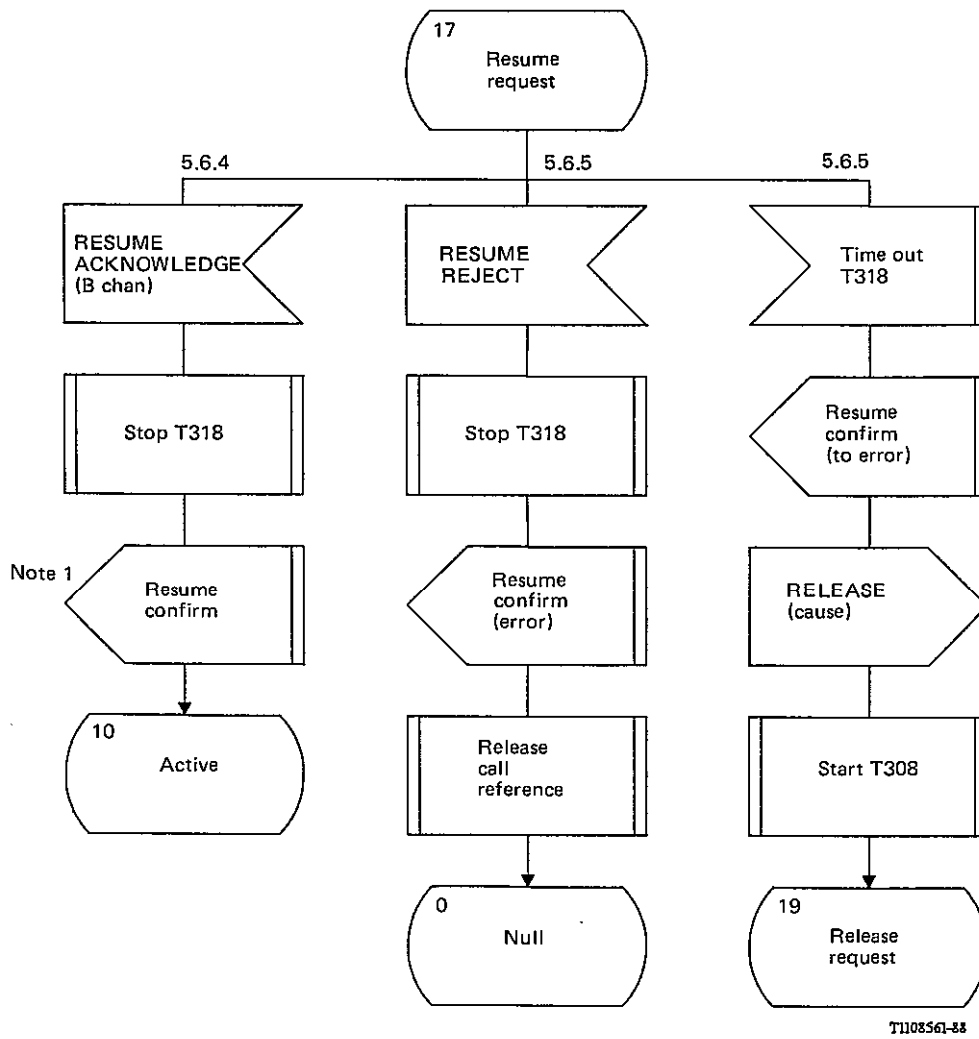 17
Resume
request
5.6.4
5.6.5
5.6.5
RESUME
ACKNOWLEDGE
(B chan)
RESUME
REJECT
Time out
T318
Stop T318
Stop T318
Resume
confirm
(to error)
Note 1
Resume
confirm
Resume
confirm
(error)
RELEASE
(cause)
10
Active
Release
call
reference
Start T308
0
Null
19
Release
request
T1108561-88